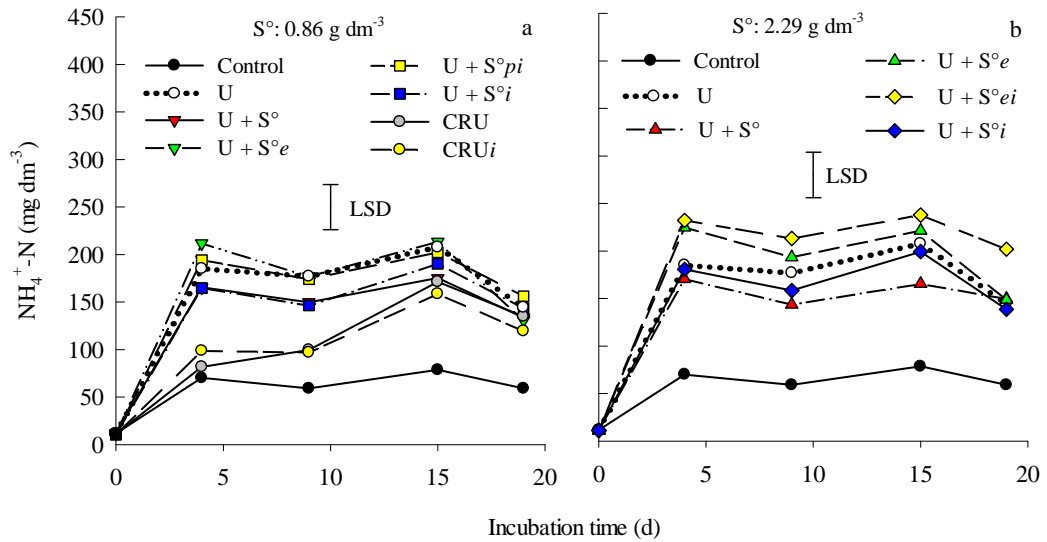 S°: 0.86 g dm-3 a
Control
U
U + S°
U + S°e
U + S°pi
U + S°i
CRU
CRUi
LSD
450
400
350
300
250
200
150
100
50
0
NH4+-N (mg dm-3)
0 5 10 15 20
S°: 2.29 g dm-3 b
Control
U
U + S°
U + S°e
U + S°ei
U + S°i
LSD
0 5 10 15 20
Incubation time (d)